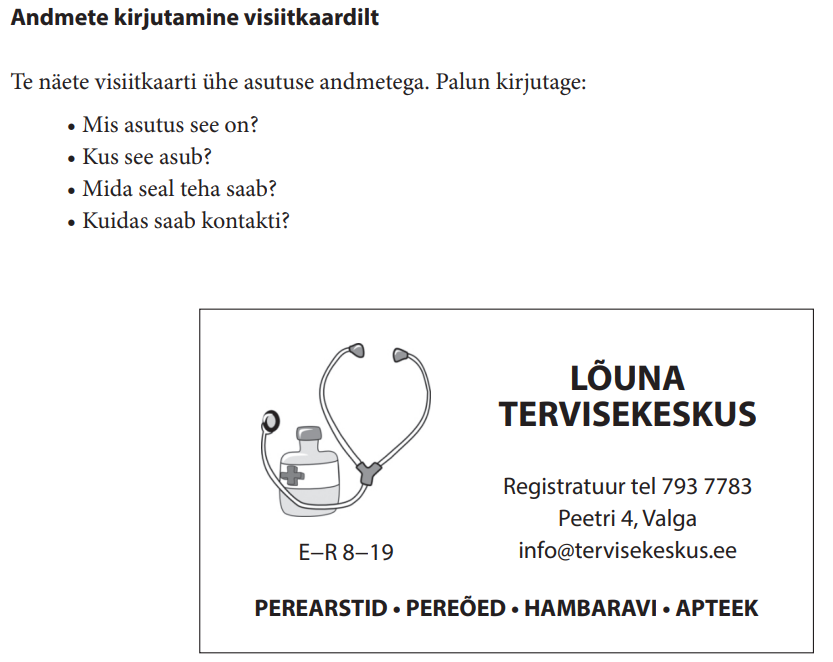 Andmete kirjutamine visiitkaardilt
Te näete visiitkaarti ühe asutuse andmetega. Palun kirjutage:
• Mis asutus see on?
• Kus see asub?
• Mida seal teha saab?
• Kuidas saab kontakti?
LÕUNA
TERVISEKESKUS
Registratuur tel 793 7783
Peetri 4, Valga
info@tervisekeskus.ee
E–R 8–19
PEREARSTID • PEREÕED • HAMBARAVI • APTEEK